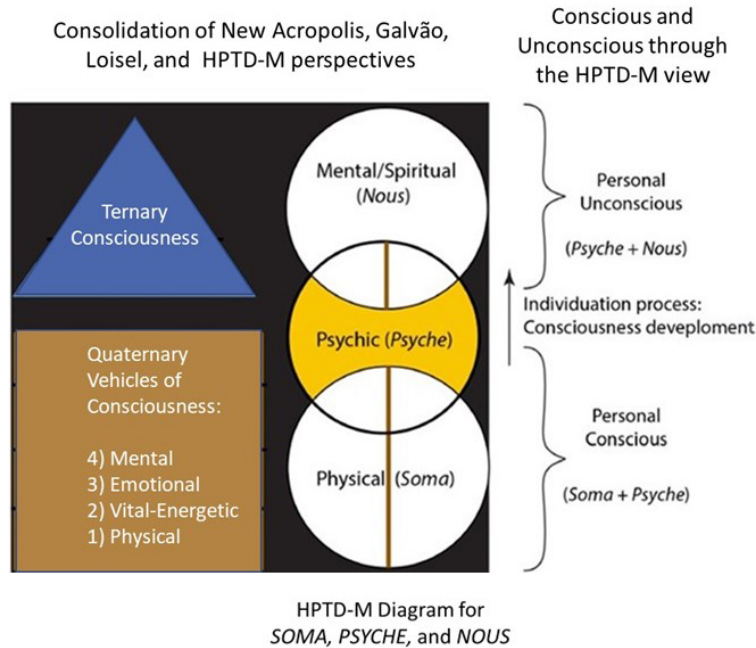 Consolidation of New Acropolis, Galvão,
Loisel, and HPTD-M perspectives
Conscious and
Unconscious through
the HPTD-M view
Ternary
Consciousness
Mental/Spiritual
(Nous)
Personal
Unconscious
(Psyche + Nous)
Individuation process:
Consciousness deveploment
Psychic (Psyche)
Quaternary
Vehicles of
Consciousness:
4) Mental
3) Emotional
2) Vital-Energetic
1) Physical
Physical (Soma)
Personal
Conscious
(Soma + Psyche)
HPTD-M Diagram for
SOMA, PSYCHE, and NOUS